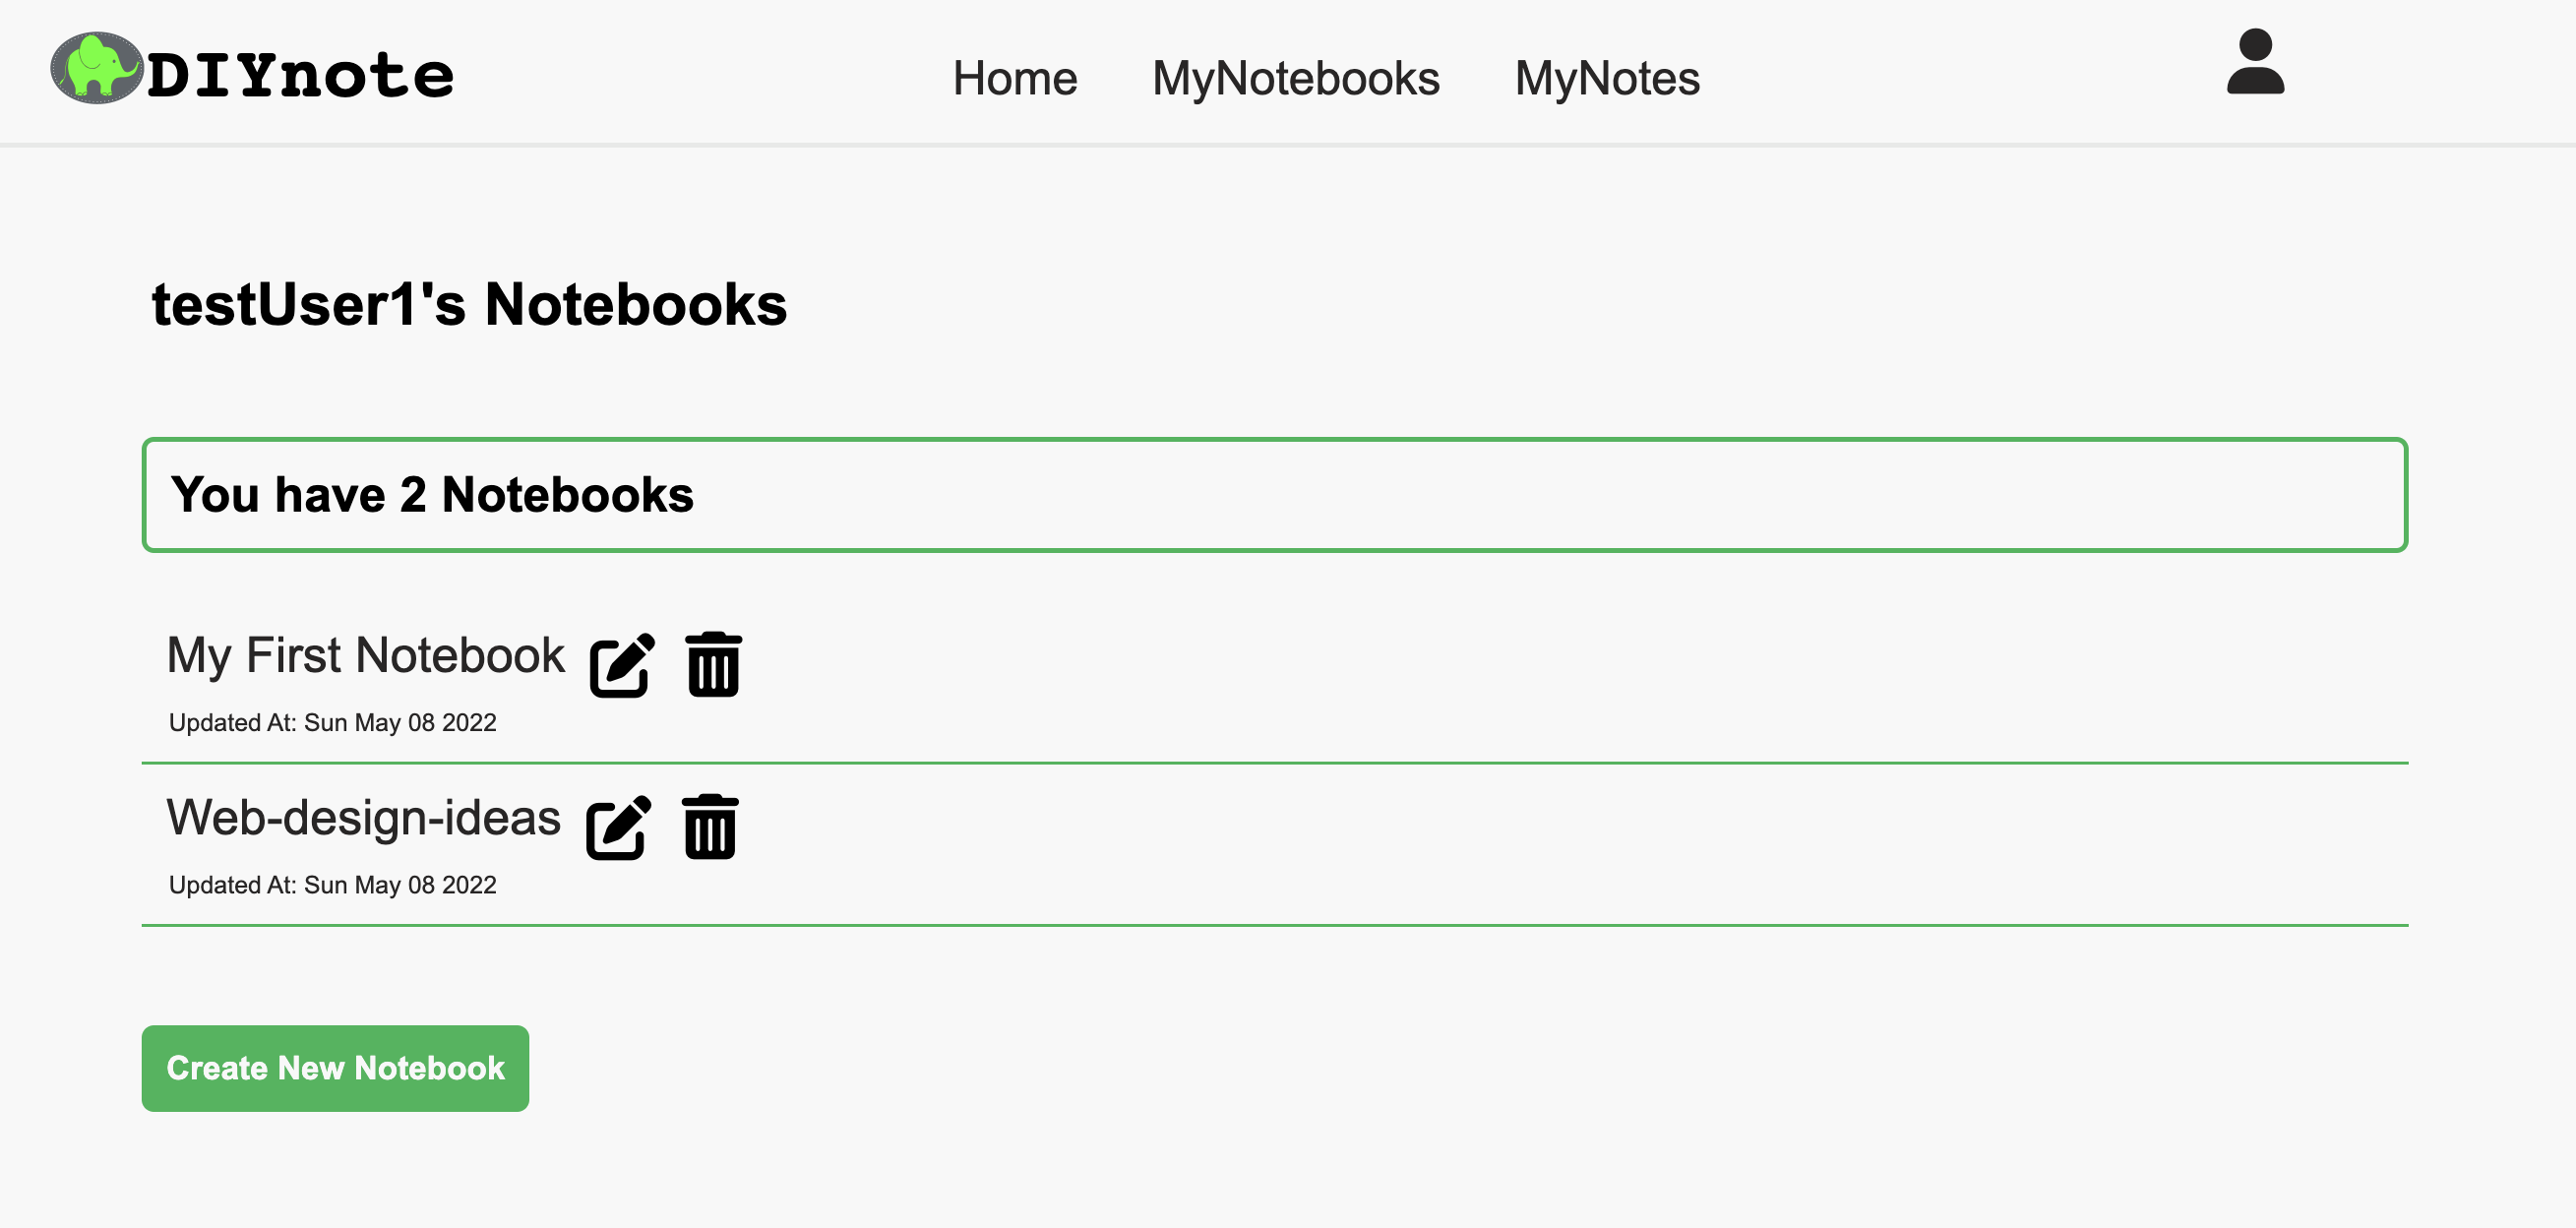 DIYnote
Home MyNotebooks MyNotes
testUser1's Notebooks
You have 2 Notebooks
My First Notebook
Updated At: Sun May 08 2022
Web-design-ideas
Updated At: Sun May 08 2022
Create New Notebook